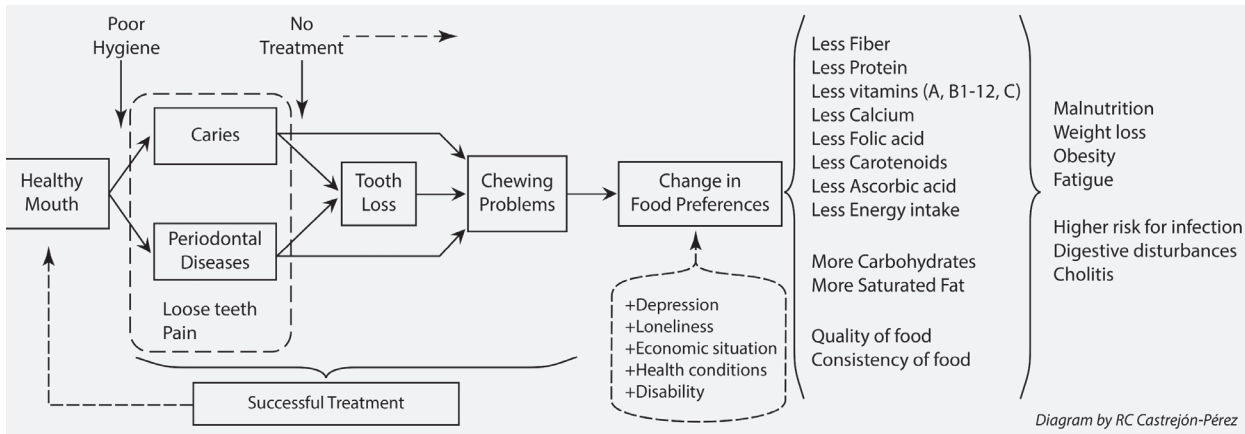 Poor
Hygiene
No
Treatment
Healthy
Mouth
Caries
Periodontal
Diseases
Loose teeth
Pain
Tooth
Loss
Chewing
Problems
Change in
Food Preferences
+Depression
+Loneliness
+Economic situation
+Health conditions
+Disability
Successful Treatment
Less Fiber
Less Protein
Less vitamins (A, B1-12, C)
Less Calcium
Less Folic acid
Less Carotenoids
Less Ascorbic acid
Less Energy intake
More Carbohydrates
More Saturated Fat
Quality of food
Consistency of food
Malnutrition
Weight loss
Obesity
Fatigue
Higher risk for infection
Digestive disturbances
Cholitis
Diagram by RC Castrejón-Pérez